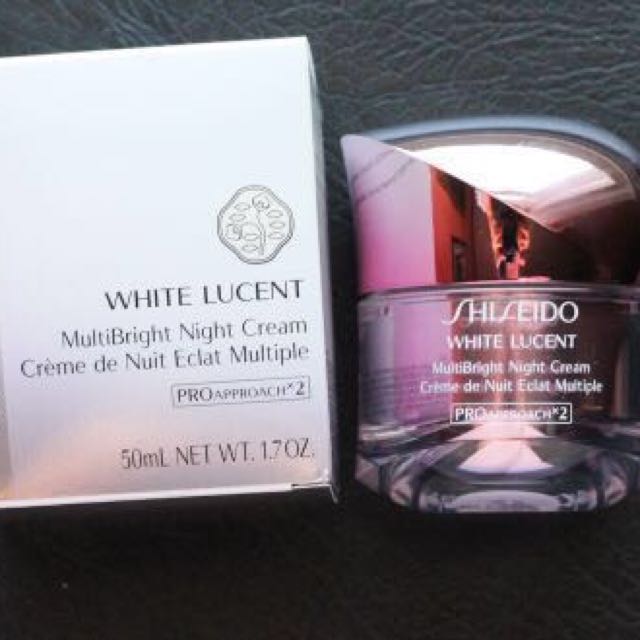 WHITE LUCENT
MultiBright Night Cream
Crème de Nuit Eclat Multiple
PROAPPROACH×2
50mL NET WT. 1.7 OZ.
SHISEIDO
WHITE LUCENT
MultiBright Night Cream
Crème de Nuit Eclat Multiple
PROAPPROACH×2